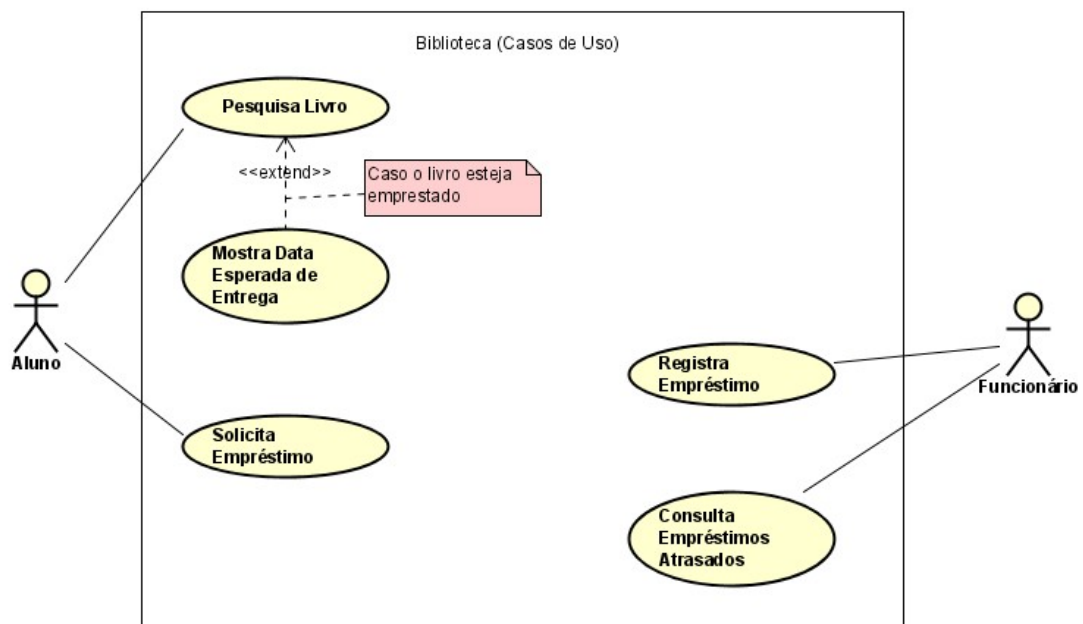 Biblioteca (Casos de Uso)
Pesquisa Livro
<<extend>>
Caso o livro esteja
emprestado
Mostra Data
Esperada de
Entrega
Aluno
Registra
Empréstimo
Funcionário
Solicita
Empréstimo
Consulta
Empréstimos
Atrasados